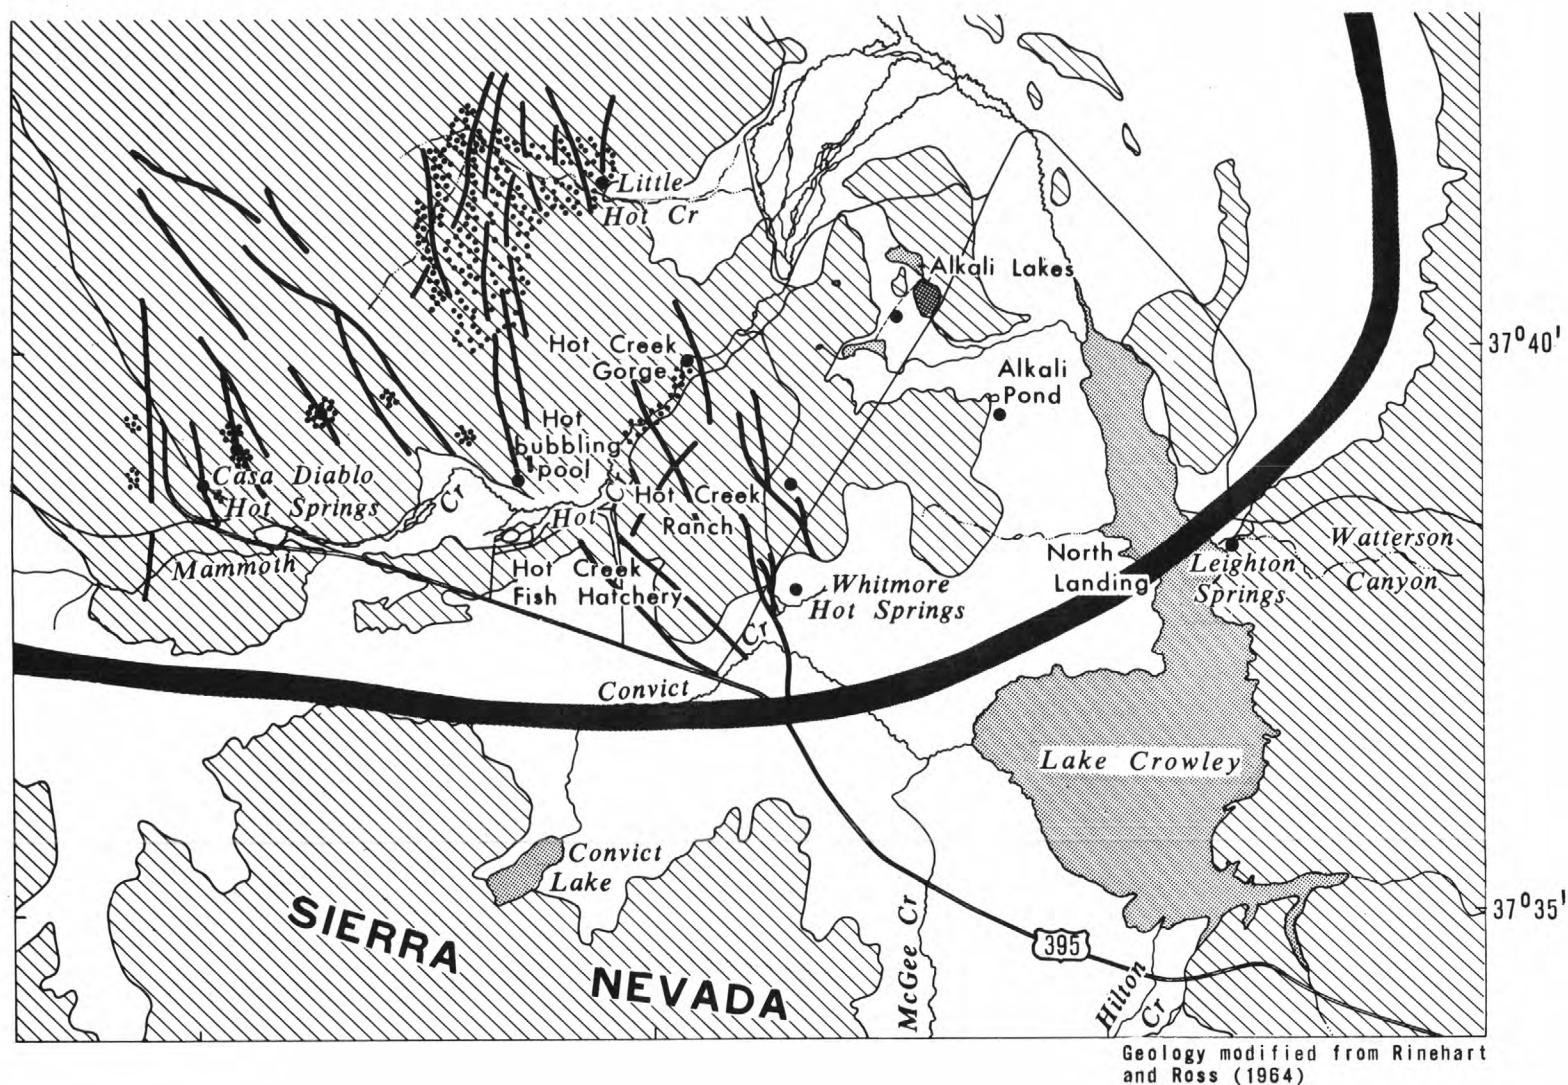 Little
Hot Cr
Alkali Lakes
37°40'
Hot Creek
Gorge
Alkali
Pond
Hot
bubbling
pool
Casa Diablo
Hot Springs
Cr
Hot
Hot Creek
Ranch
Mammoth
Hot Creek
Fish Hatchery
Whitmore
Hot Springs
North
Landing
Leighton
Springs
Watterson
Canyon
Cr
Convict
Lake Crowley
Convict
Lake
SIERRA
NEVADA
McGee Cr
395
Hilton
Cr
37°35'
Geology modified from Rinehart
and Ross (1964)